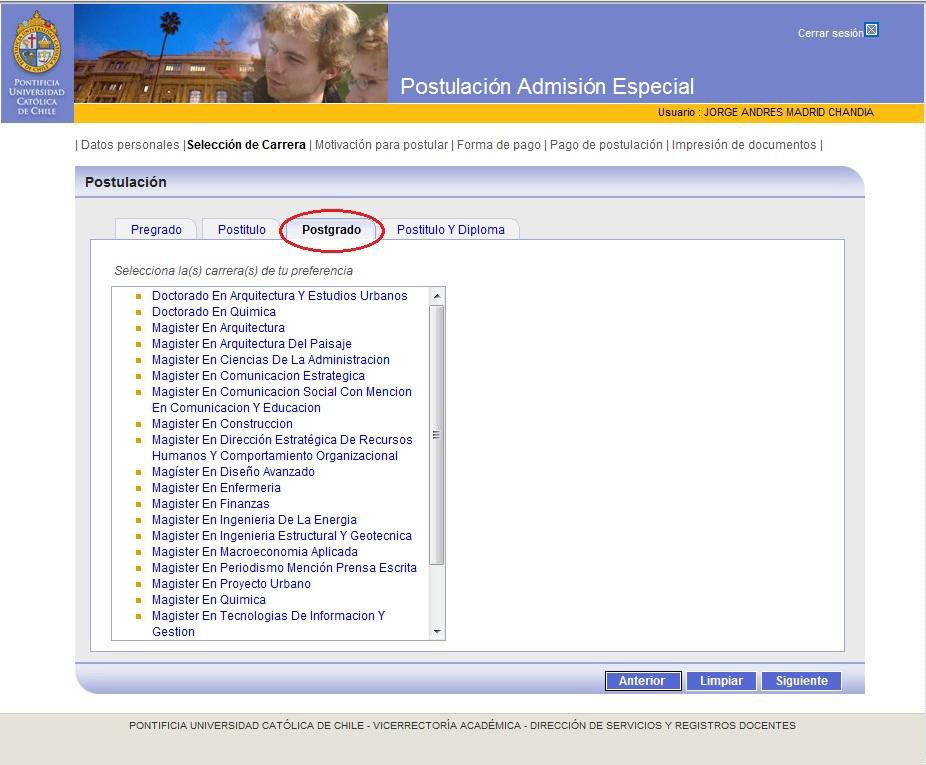 PONTIFICIA
UNIVERSIDAD
CATÓLICA
DE CHILE
Cerrar sesión
Postulación Admisión Especial
Usuario : JORGE ANDRES MADRID CHANDIA
| Datos personales |Selección de Carrera | Motivación para postular | Forma de pago | Pago de postulación | Impresión de documentos |
Postulación
Pregrado Postitulo Postgrado Postitulo Y Diploma
Selecciona la(s) carrera(s) de tu preferencia
Doctorado En Arquitectura Y Estudios Urbanos
Doctorado En Quimica
Magister En Arquitectura
Magister En Arquitectura Del Paisaje
Magister En Ciencias De La Administracion
Magister En Comunicacion Estrategica
Magister En Comunicacion Social Con Mencion
En Comunicacion Y Educacion
Magister En Construccion
Magister En Dirección Estratégica De Recursos
Humanos Y Comportamiento Organizacional
Magíster En Diseño Avanzado
Magister En Enfermeria
Magister En Finanzas
Magister En Ingenieria De La Energia
Magister En Ingenieria Estructural Y Geotecnica
Magister En Macroeconomia Aplicada
Magister En Periodismo Mención Prensa Escrita
Magister En Proyecto Urbano
Magister En Quimica
Magister En Tecnologias De Informacion Y
Gestion
Anterior Limpiar Siguiente
PONTIFICIA UNIVERSIDAD CATÓLICA DE CHILE - VICERRECTORÍA ACADÉMICA - DIRECCIÓN DE SERVICIOS Y REGISTROS DOCENTES